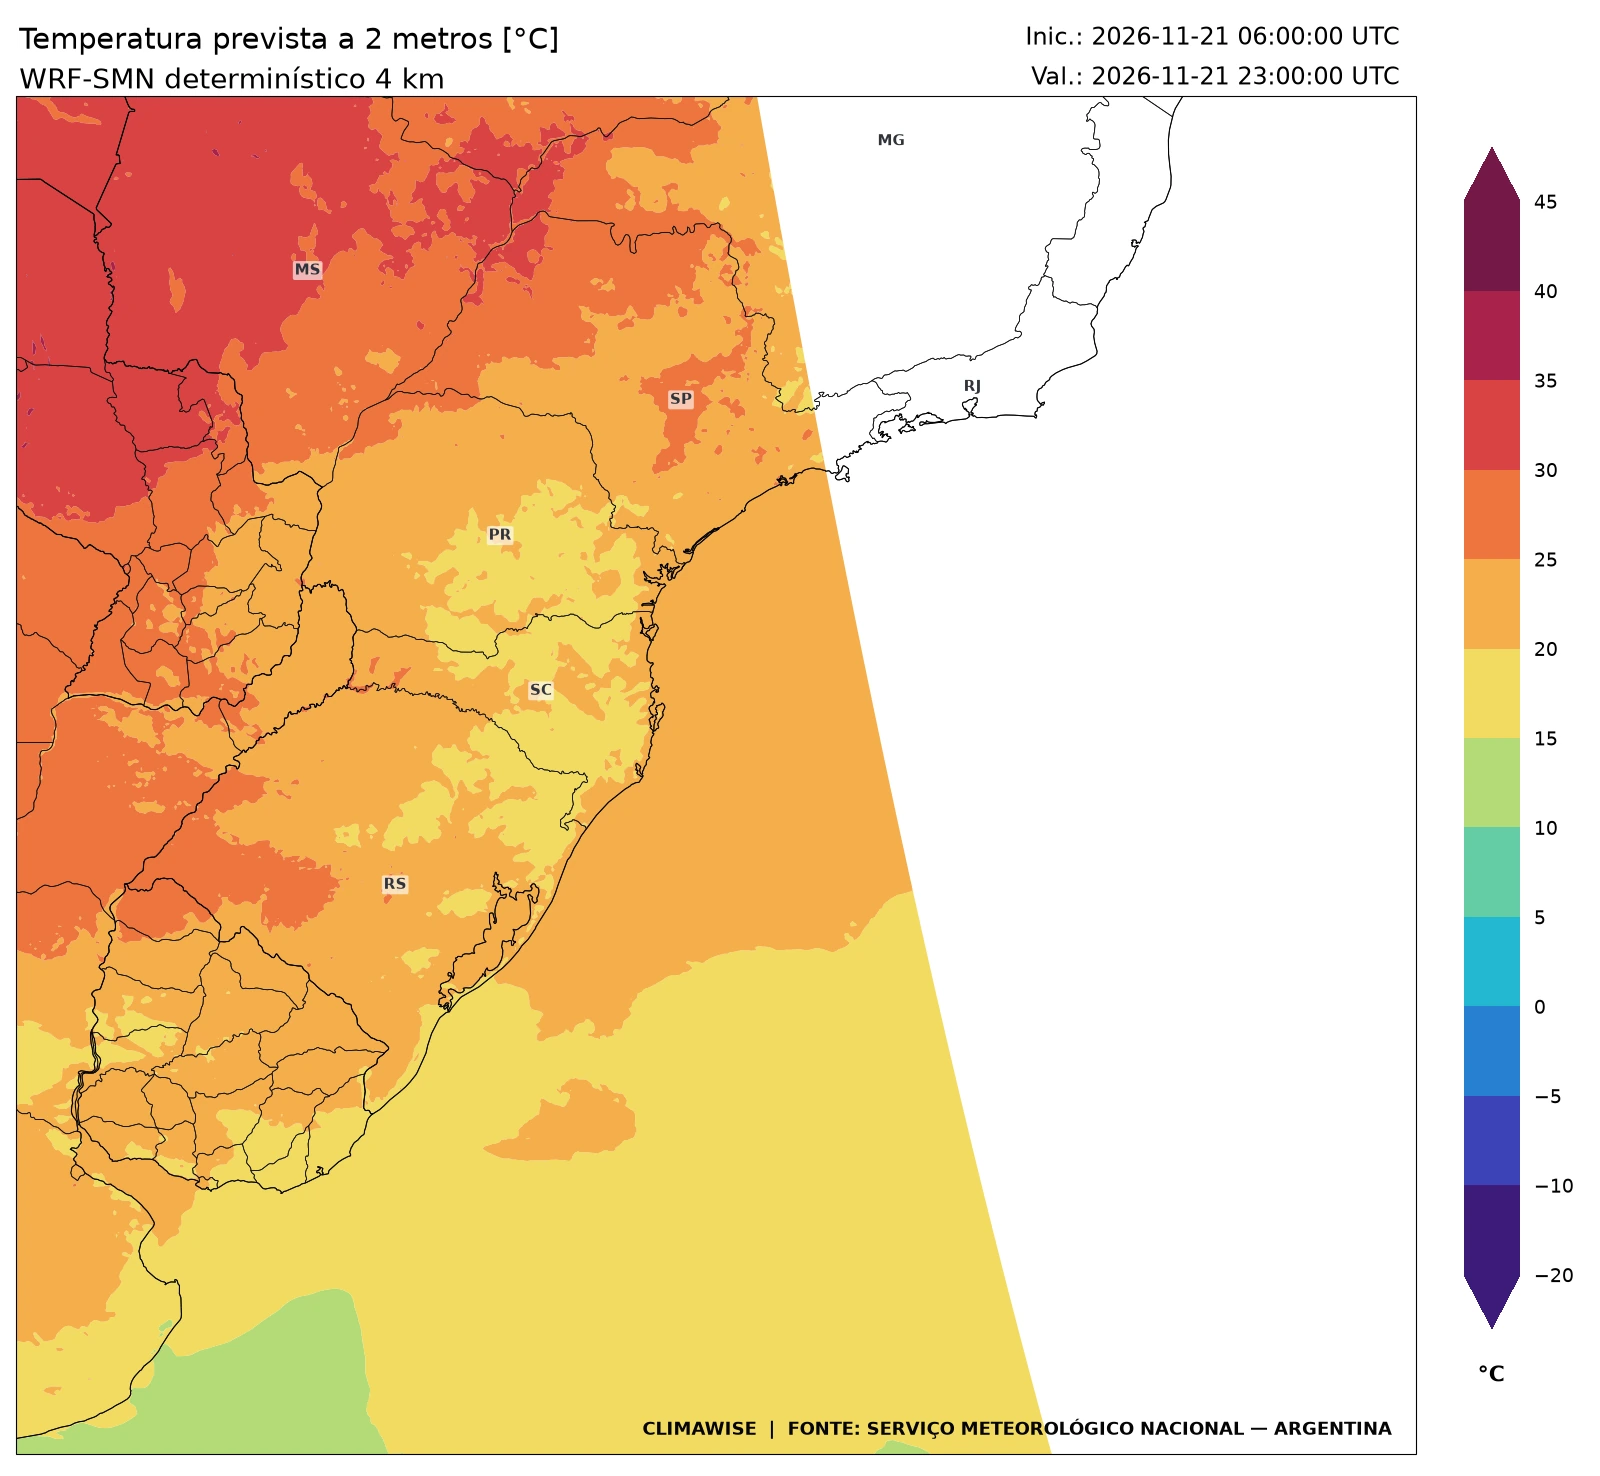 Temperatura prevista a 2 metros [°C]
WRF-SMN determinístico 4 km
Inic.: 2026-11-21 06:00:00 UTC
Val.: 2026-11-21 23:00:00 UTC
MG
MS
RJ
SP
PR
SC
RS
45
40
35
30
25
20
15
10
5
0
−5
−10
−20
°C
CLIMAWISE | FONTE: SERVIÇO METEOROLÓGICO NACIONAL — ARGENTINA